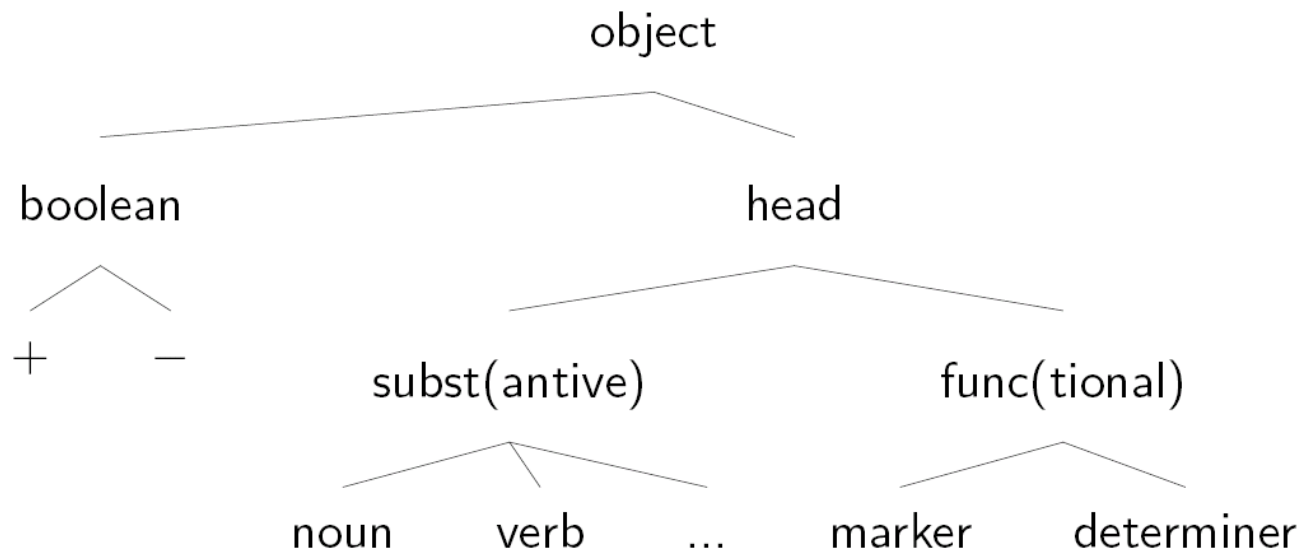 object
boolean head
+ −
subst(antive) func(tional)
noun verb ... marker determiner